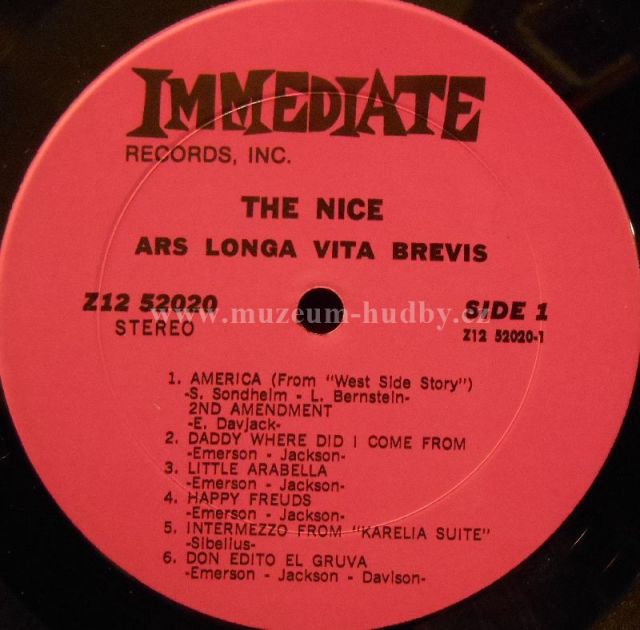 IMMEDIATE
RECORDS, INC.
THE NICE
ARS LONGA VITA BREVIS
Z12 52020
STEREO
SIDE 1
Z12 52020-1
www.muzeum-hudby.cz
1. AMERICA (From "West Side Story")
-S. Sondheim - L. Bernstein-
2ND AMENDMENT
-E. Davjack-
2. DADDY WHERE DID I COME FROM
-Emerson - Jackson-
3. LITTLE ARABELLA
-Emerson - Jackson-
4. HAPPY FREUDS
-Emerson - Jackson-
5. INTERMEZZO FROM "KARELIA SUITE"
-Sibelius-
6. DON EDITO EL GRUVA
-Emerson - Jackson - Davison-